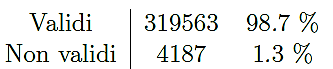 Validi 319563 98.7 %
Non validi 4187 1.3 %